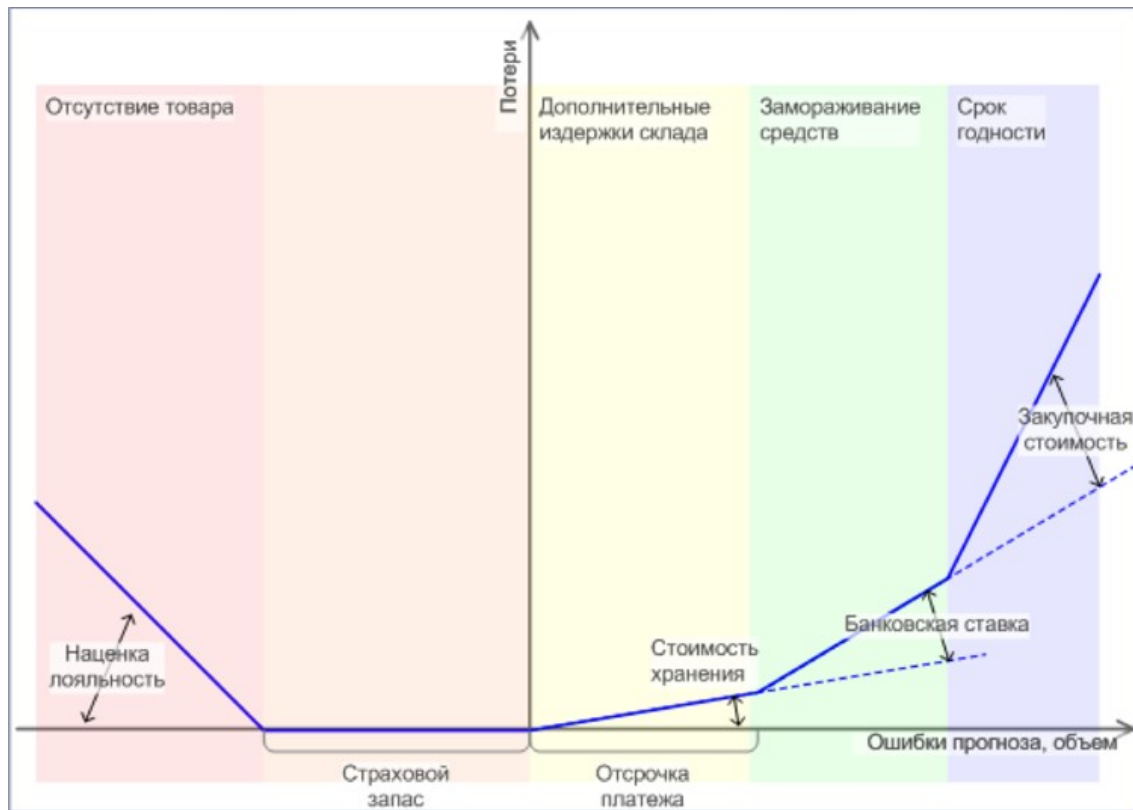 Потери
Отсутствие товара
Дополнительные
издержки склада
Замораживание
средств
Срок
годности
Закупочная
стоимость
Банковская ставка
Стоимость
хранения
Наценка
лояльность
Ошибки прогноза, объем
Страховой
запас
Отсрочка
платежа